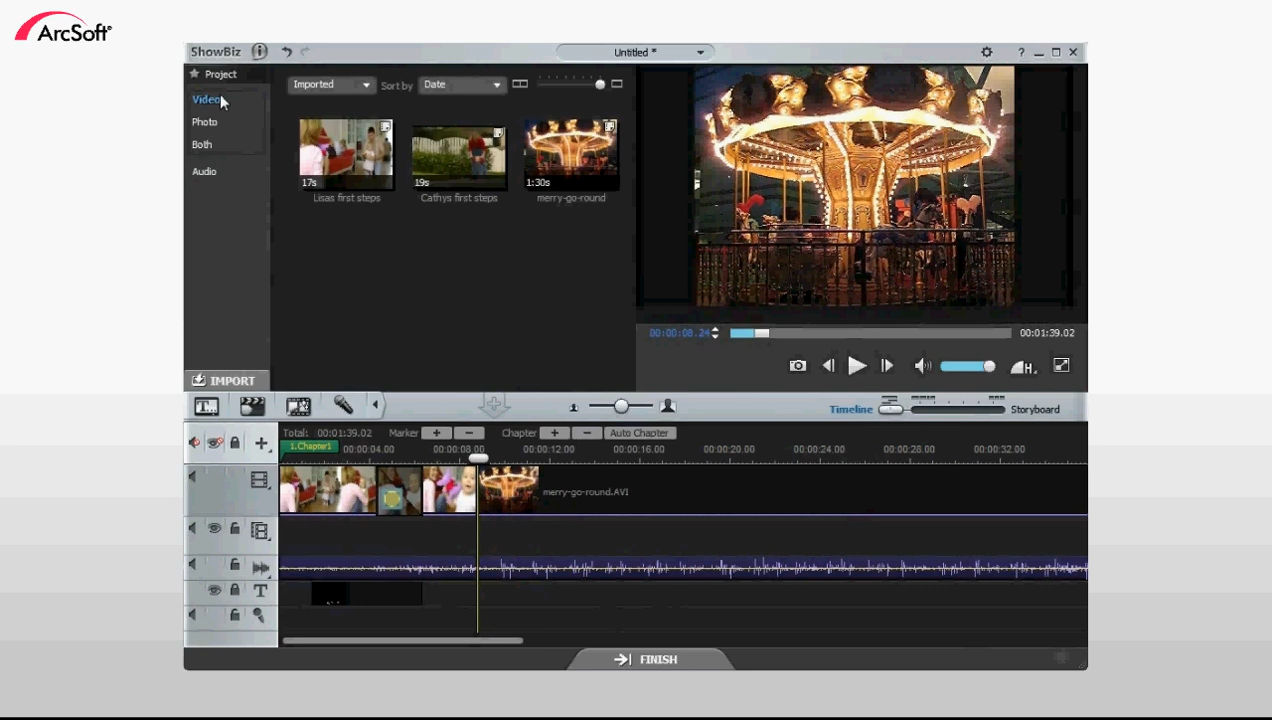 ArcSoft®
ShowBiz
Untitled *
?
Project
Video
Photo
Both
Audio
Imported
Sort by
Date
17s
19s
1:30s
Lisas first steps
Cathys first steps
merry-go-round
00:00:08.24
00:01:39.02
H
IMPORT
T...
Timeline
Storyboard
Total: 00:01:39.02 Marker + - Chapter + - Auto Chapter
1.Chapter1 00:00:04.00 00:00:08.00 00:00:12.00 00:00:16.00 00:00:20.00 00:00:24.00 00:00:28.00 00:00:32.00
merry-go-round.AVI
T
FINISH